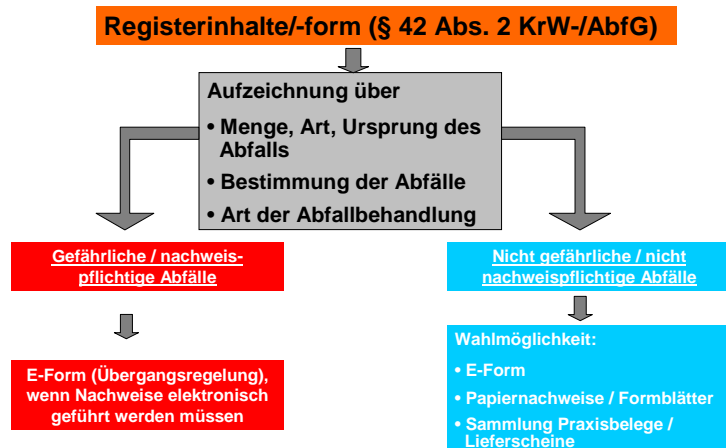 Registerinhalte/-form (§ 42 Abs. 2 KrW-/AbfG)
Aufzeichnung über
• Menge, Art, Ursprung des
Abfalls
• Bestimmung der Abfälle
• Art der Abfallbehandlung
Gefährliche / nachweis-
pflichtige Abfälle
E-Form (Übergangsregelung),
wenn Nachweise elektronisch
geführt werden müssen
Nicht gefährliche / nicht
nachweispflichtige Abfälle
Wahlmöglichkeit:
• E-Form
• Papiernachweise / Formblätter
• Sammlung Praxisbelege /
Lieferscheine